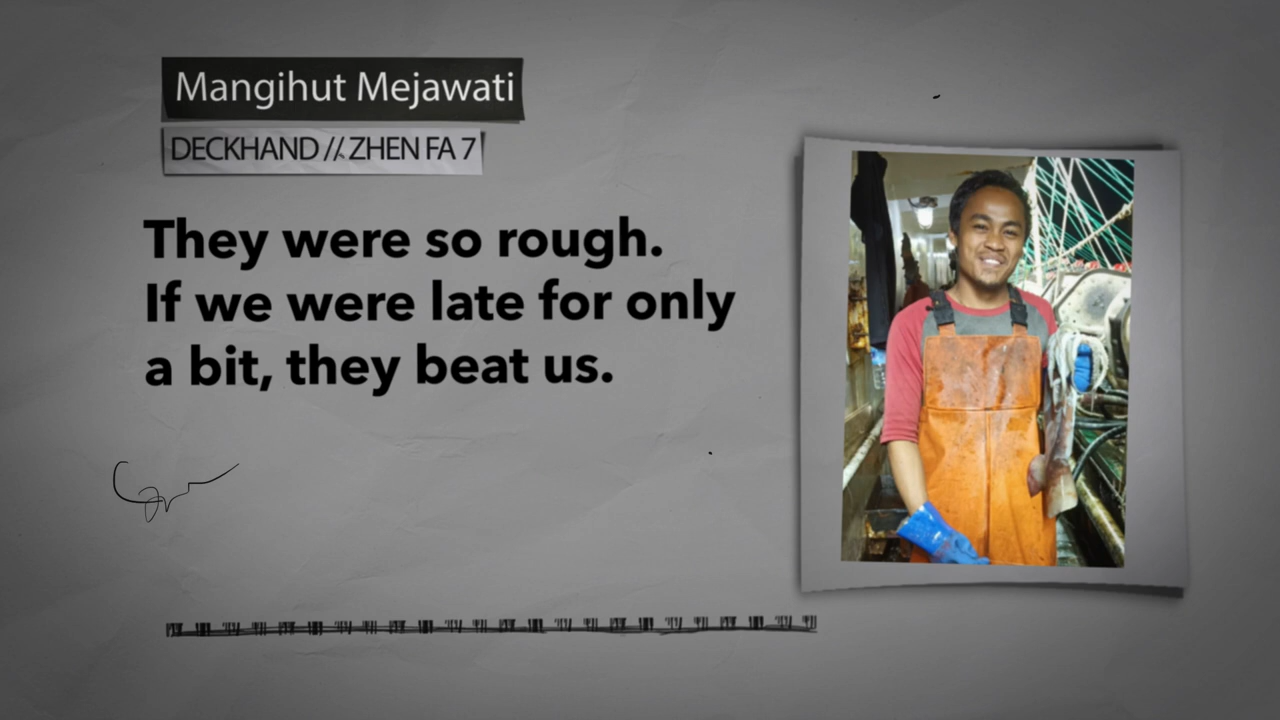 Mangihut Mejawati
DECKHAND // ZHEN FA 7
They were so rough.
If we were late for only
a bit, they beat us.